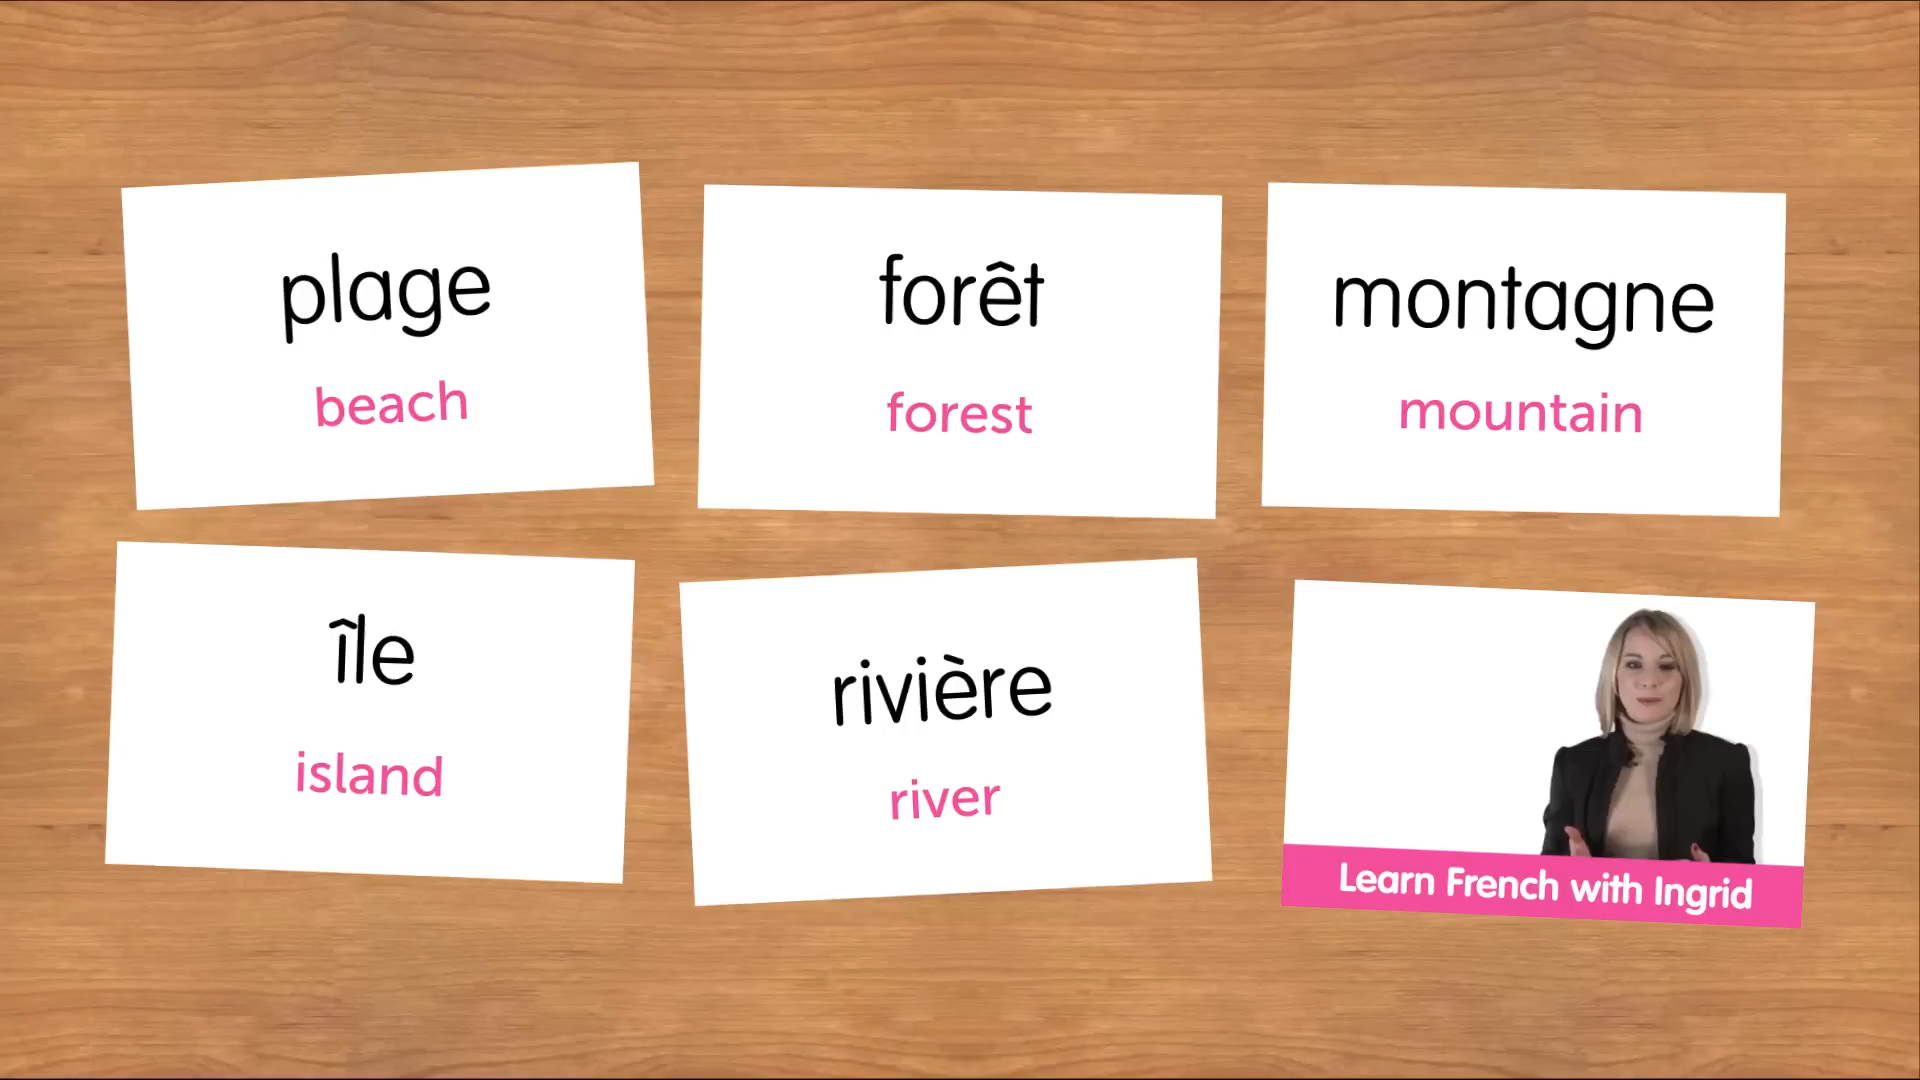 plage
beach
forêt
forest
montagne
mountain
île
island
rivière
river
Learn French with Ingrid